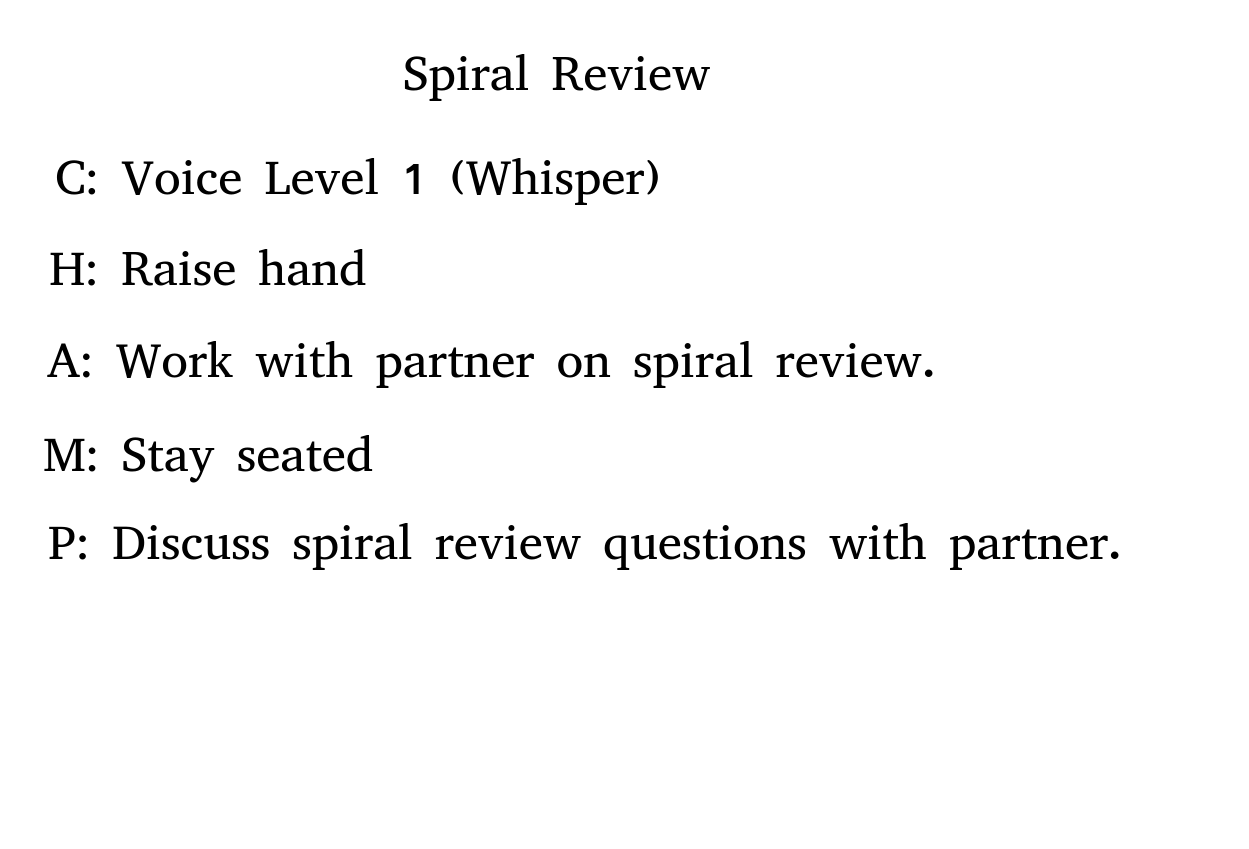 Spiral Review
C: Voice Level 1 (Whisper)
H: Raise hand
A: Work with partner on spiral review.
M: Stay seated
P: Discuss spiral review questions with partner.